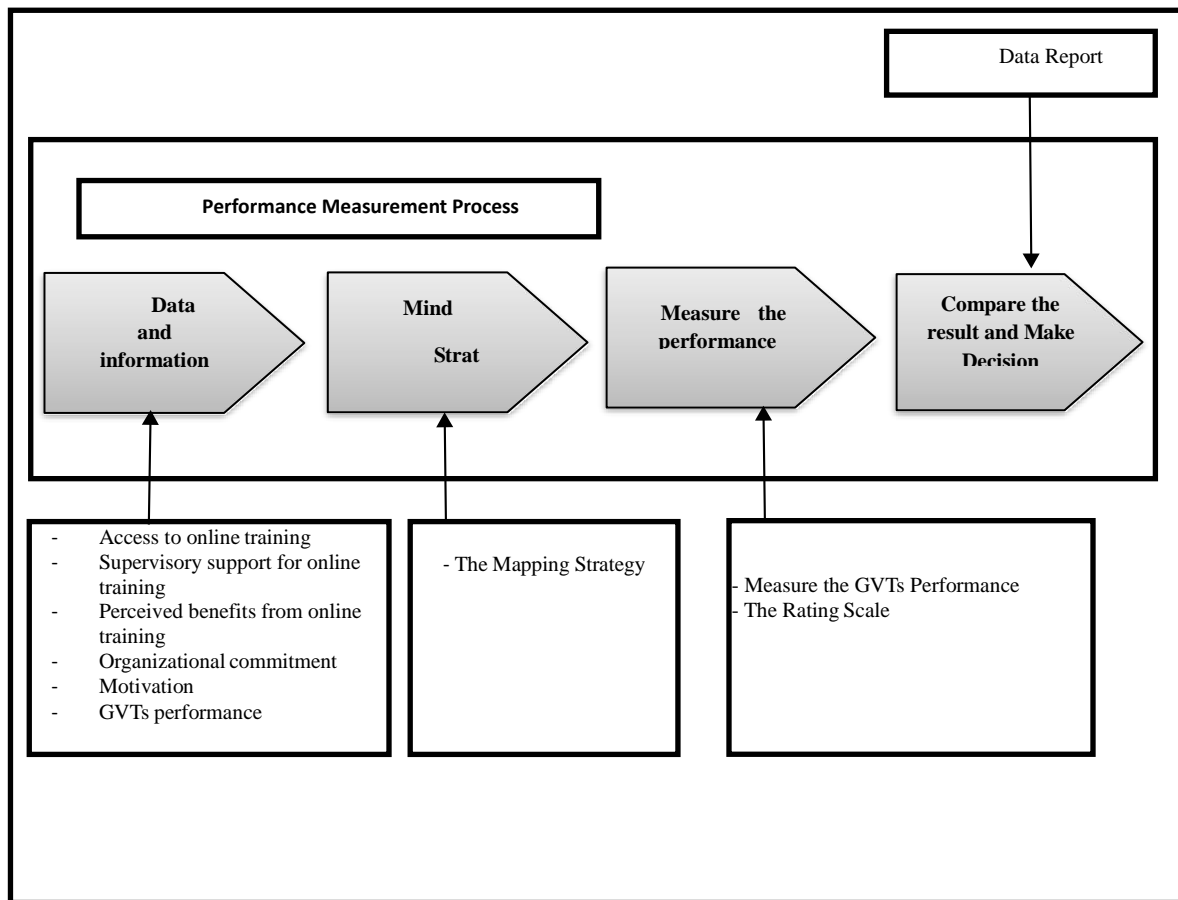 Data Report
Performance Measurement Process
Data
and
information
Mind
Strat
Measure the
performance
Compare the
result and Make
Decision
- Access to online training
- Supervisory support for online
training
- Perceived benefits from online
training
- Organizational commitment
- Motivation
- GVTs performance
- The Mapping Strategy
- Measure the GVTs Performance
- The Rating Scale